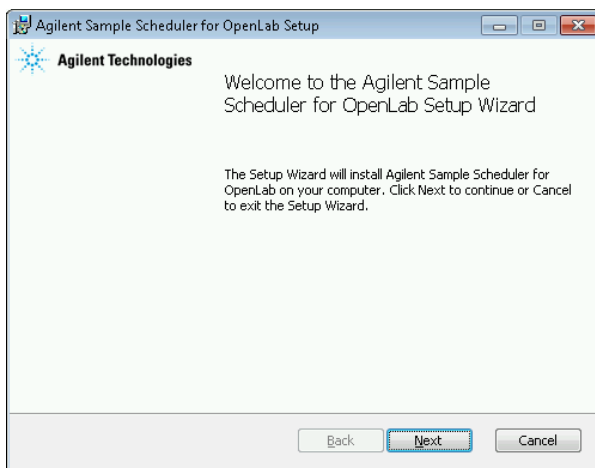 Agilent Sample Scheduler for OpenLab Setup
Agilent Technologies
Welcome to the Agilent Sample
Scheduler for OpenLab Setup Wizard
The Setup Wizard will install Agilent Sample Scheduler for
OpenLab on your computer. Click Next to continue or Cancel
to exit the Setup Wizard.
Back
Next
Cancel